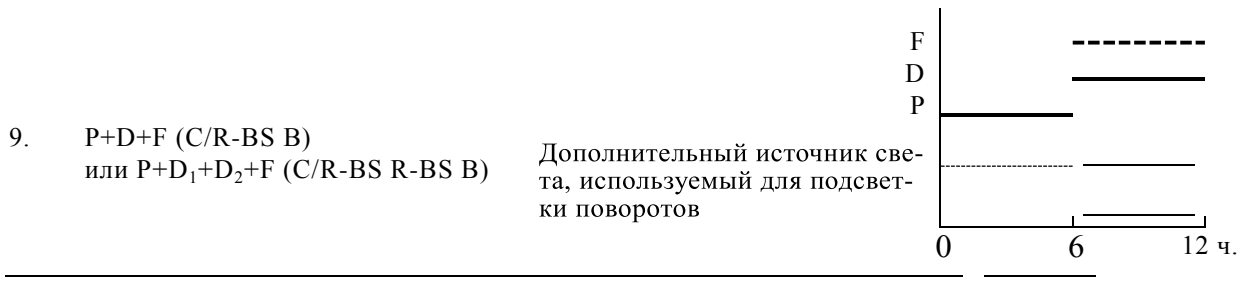 F
D
P
9. P+D+F (C/R-BS B)
или P+D₁+D₂+F (C/R-BS R-BS B)
Дополнительный источник све-
та, используемый для подсвет-
ки поворотов
0 6 12 ч.